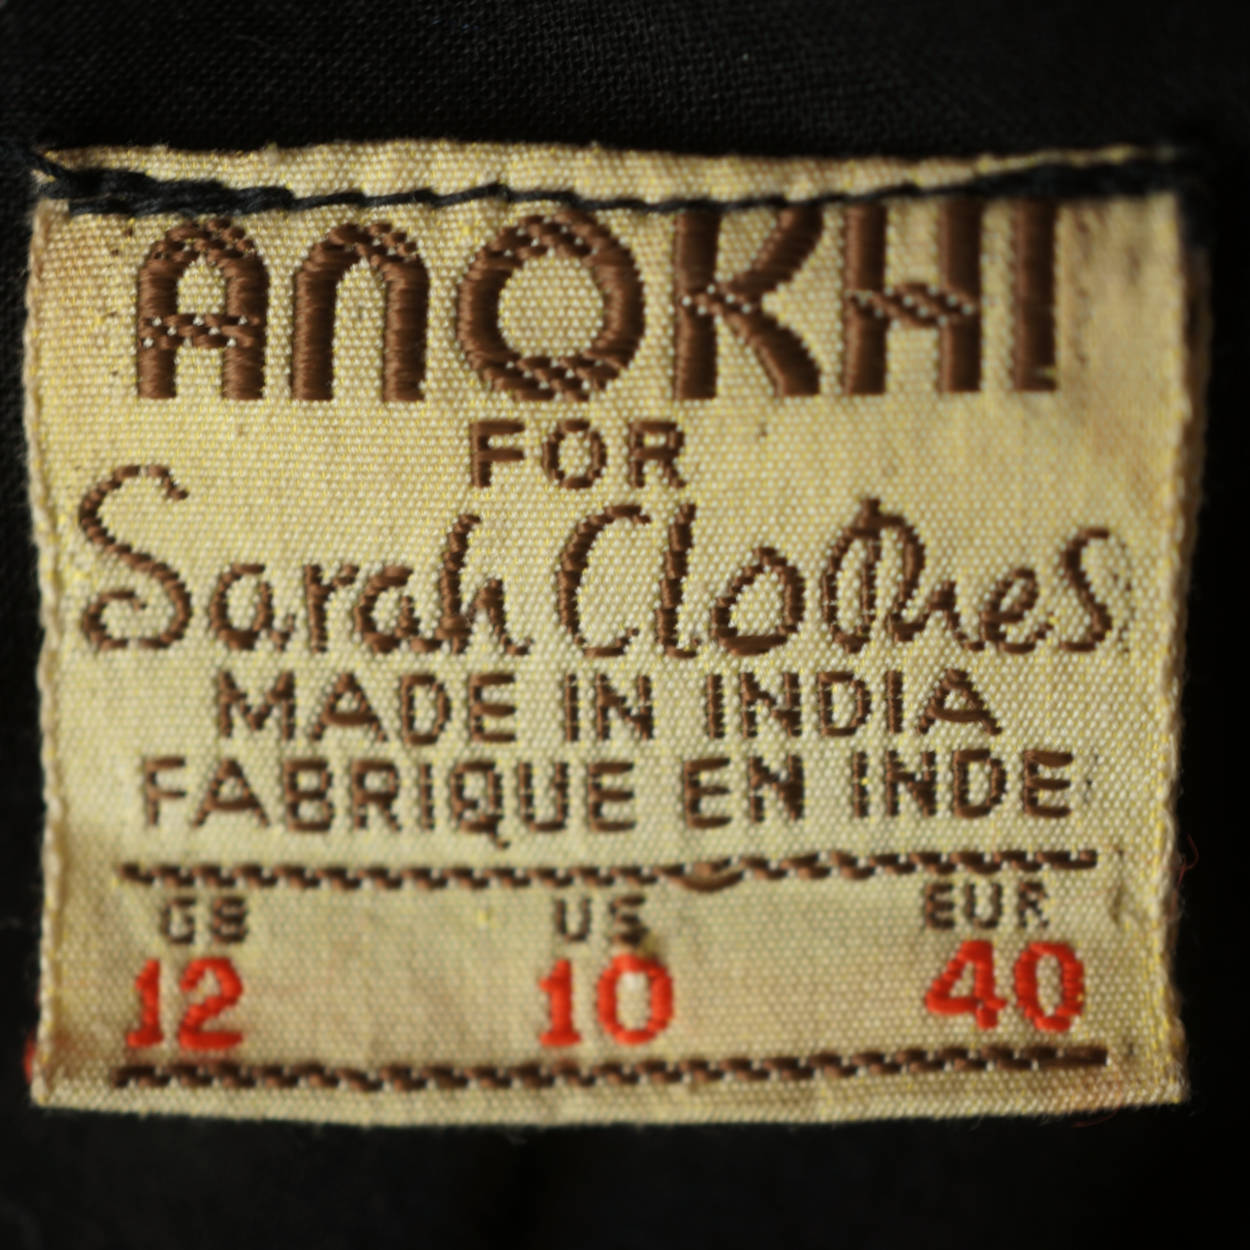 ANOKHI
FOR
Sarah Clothes
MADE IN INDIA
FABRIQUE EN INDE
GB US EUR
12 10 40